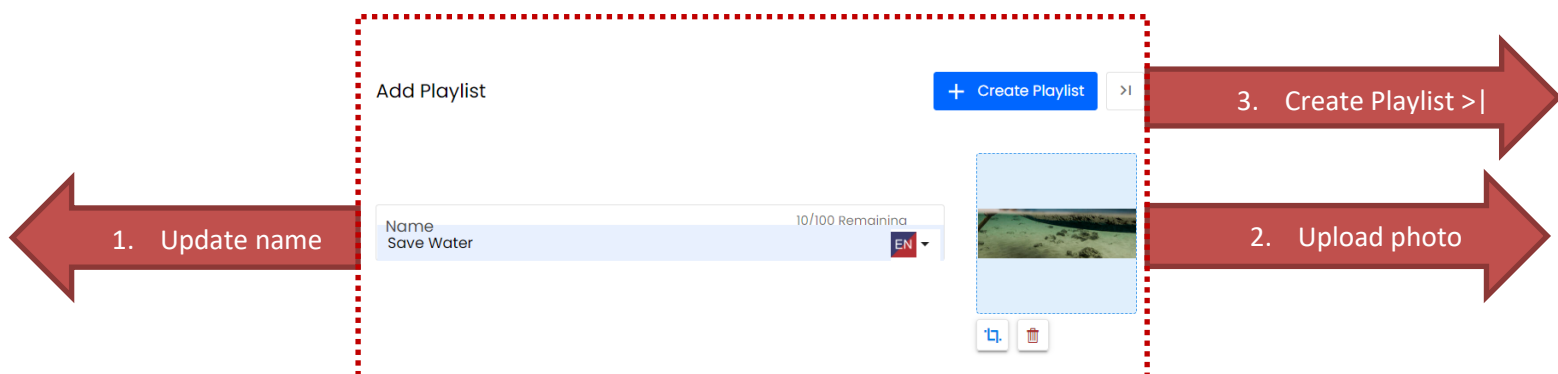 Add Playlist
+ Create Playlist >|
3. Create Playlist >|
Name 10/100 Remaining
Save Water EN
1. Update name
2. Upload photo